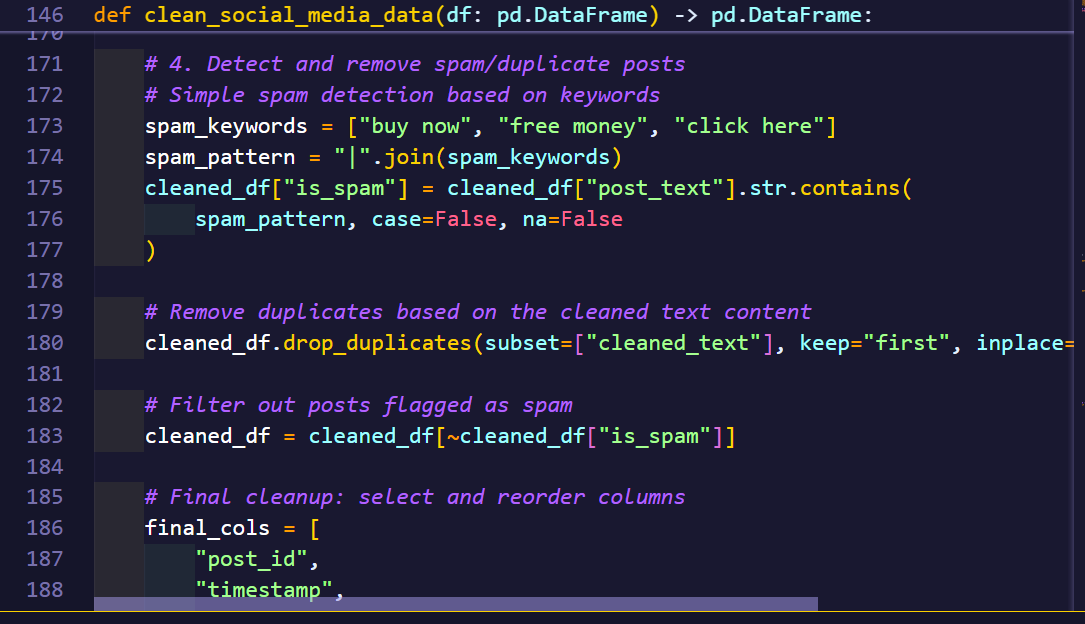 146 def clean_social_media_data(df: pd.DataFrame) -> pd.DataFrame:
170
171 # 4. Detect and remove spam/duplicate posts
172 # Simple spam detection based on keywords
173 spam_keywords = ["buy now", "free money", "click here"]
174 spam_pattern = "|".join(spam_keywords)
175 cleaned_df["is_spam"] = cleaned_df["post_text"].str.contains(
176 spam_pattern, case=False, na=False
177 )
178
179 # Remove duplicates based on the cleaned text content
180 cleaned_df.drop_duplicates(subset=["cleaned_text"], keep="first", inplace=
181
182 # Filter out posts flagged as spam
183 cleaned_df = cleaned_df[~cleaned_df["is_spam"]]
184
185 # Final cleanup: select and reorder columns
186 final_cols = [
187 "post_id",
188 "timestamp",